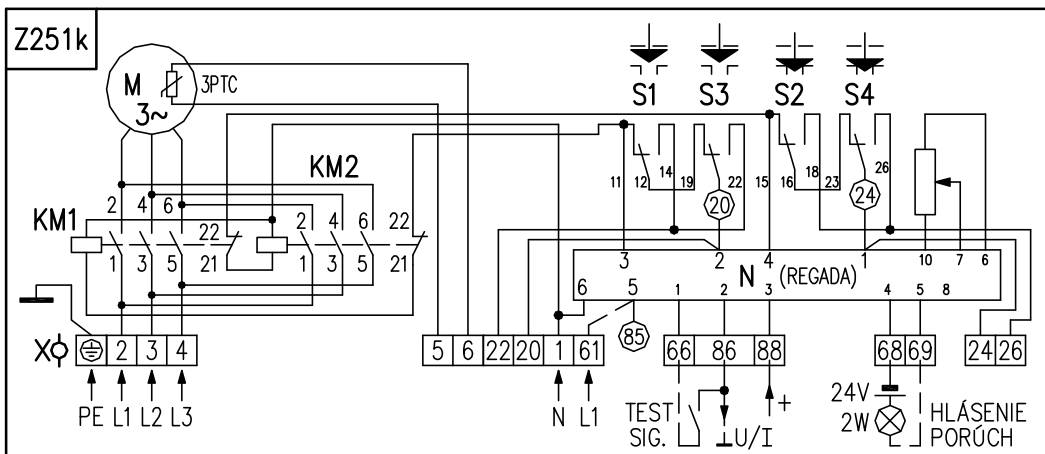 Z251k
M
3~
3PTC
S1 S3 S2 S4
KM2
KM1
2 4 6 22
2 4 6 22
1 3 5 21
1 3 5 21
11 12 14 19 22 15 16 18 23 26
20
24
3 2 4 1 10 7 6
N (REGADA)
6 5 1 2 3 4 5 8
85
X
2 3 4
5 6 22 20 1 61
66 86 88
68 69
24 26
PE L1 L2 L3
N L1
TEST
SIG.
U/I
+
24V
2W
HLÁSENIE
PORÚCH